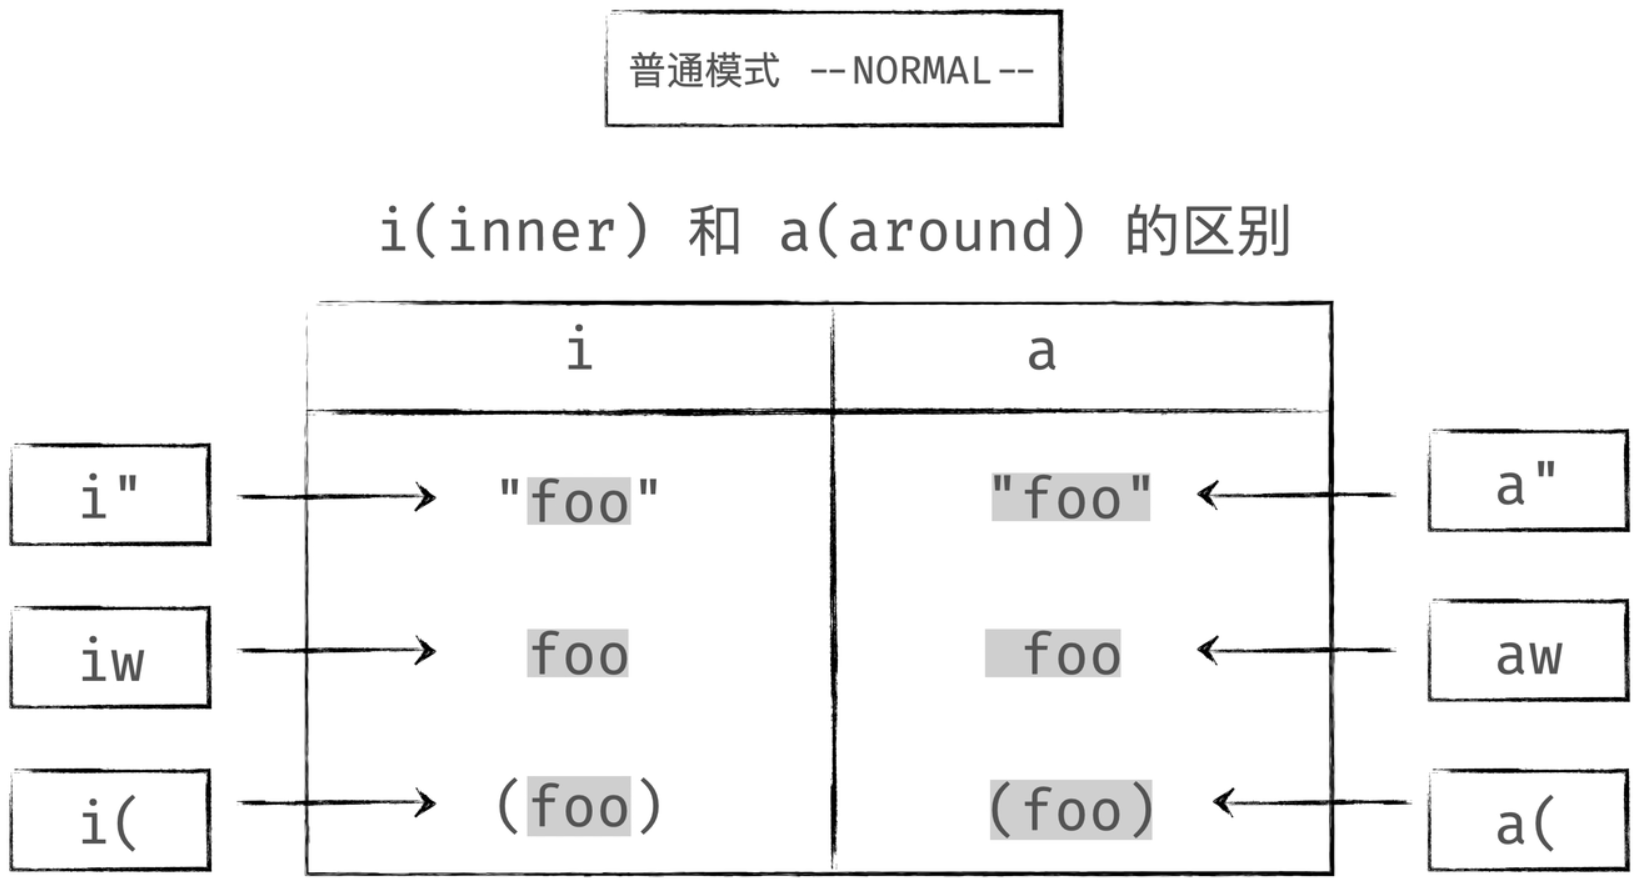 普通模式 --NORMAL--
i(inner) 和 a(around) 的区别
i a
i" "foo" "foo" a"
iw foo foo aw
i( (foo) (foo) a(